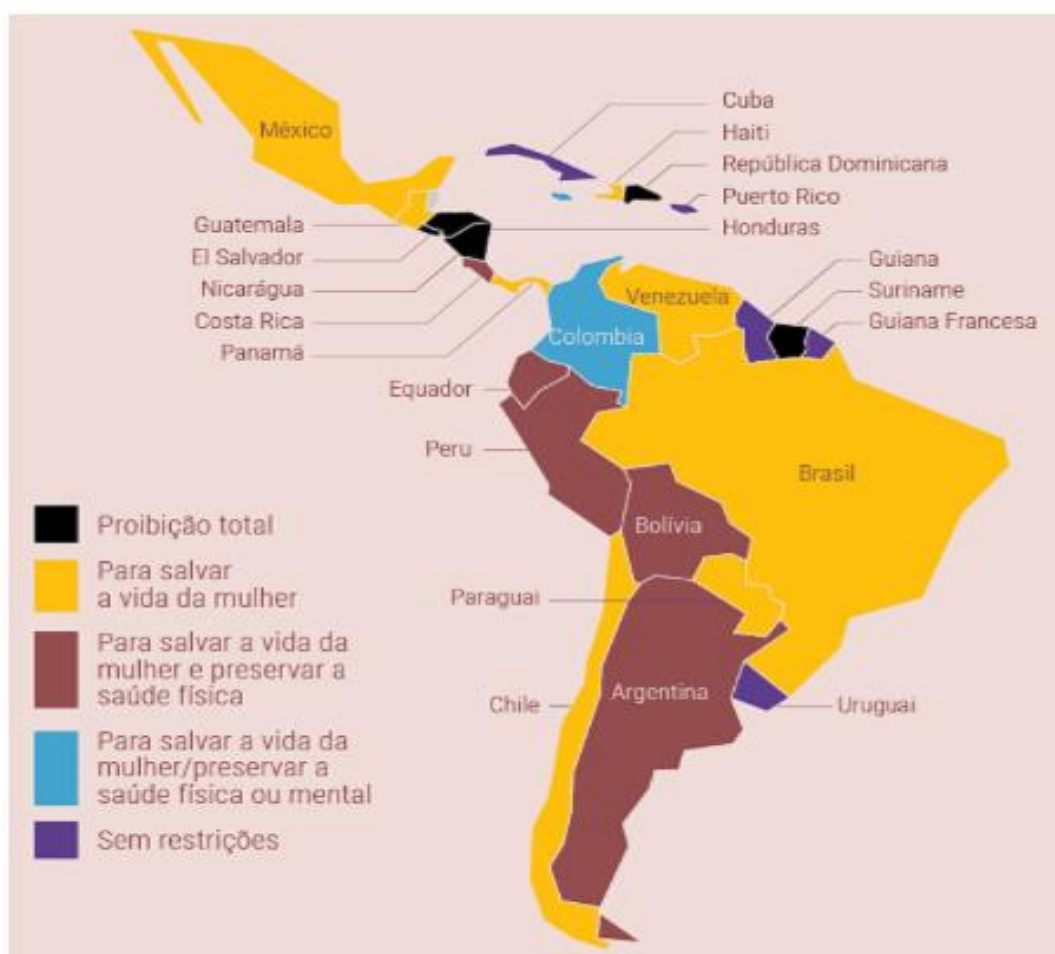 Cuba
Haiti
México
República Dominicana
Puerto Rico
Guatemala
Honduras
El Salvador
Guiana
Nicarágua
Venezuela
Suriname
Costa Rica
Guiana Francesa
Panamá
Colombia
Equador
Peru
Brasil
Proibição total
Bolívia
Para salvar
a vida da mulher
Paraguai
Para salvar a vida da
mulher e preservar a
saúde física
Argentina
Chile
Uruguai
Para salvar a vida da
mulher/preservar a
saúde física ou mental
Sem restrições